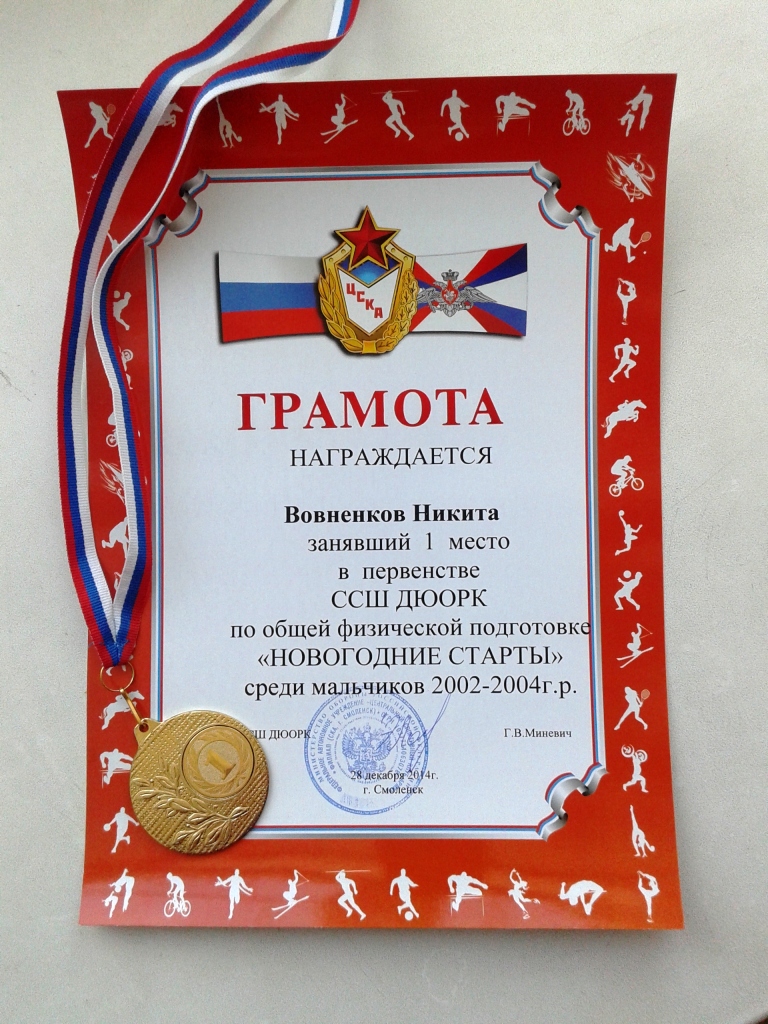 ЦСКА
ГРАМОТА
НАГРАЖДАЕТСЯ
Вовненков Никита
занявший 1 место
в первенстве
ССШ ДЮОРК
по общей физической подготовке
«НОВОГОДНИЕ СТАРТЫ»
среди мальчиков 2002-2004г.р.
ДЮОРК
Г.В.Миневич
28 декабря 2014г.
г. Смоленск
1